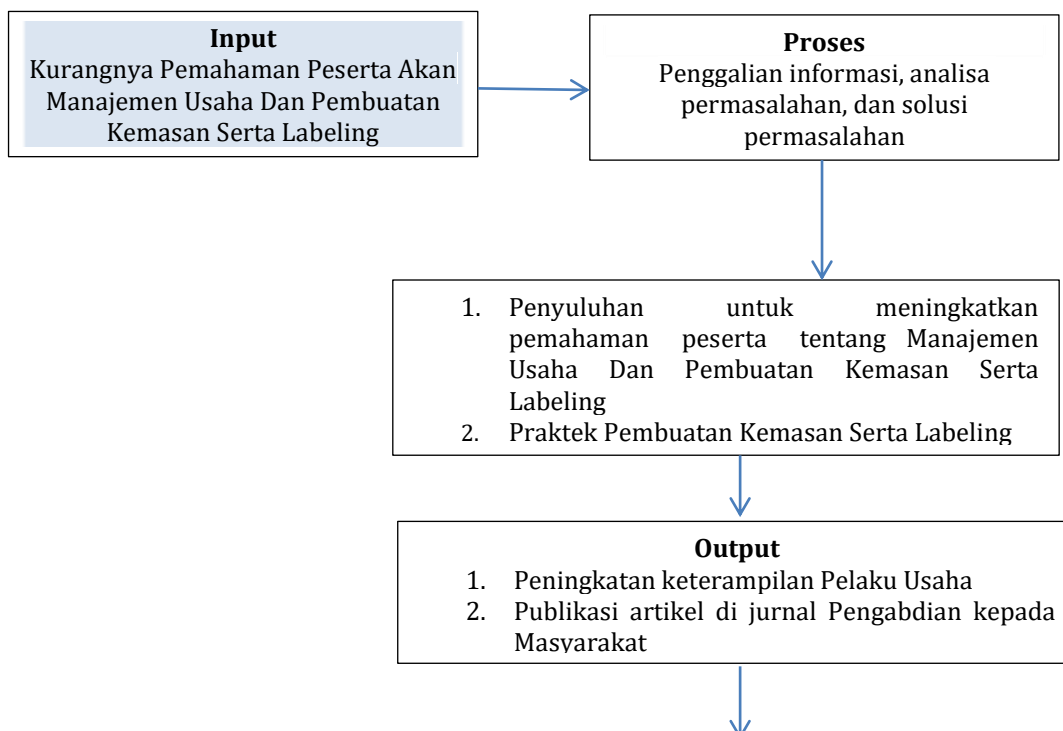 Input
Kurangnya Pemahaman Peserta Akan
Manajemen Usaha Dan Pembuatan
Kemasan Serta Labeling
Proses
Penggalian informasi, analisa
permasalahan, dan solusi
permasalahan
1. Penyuluhan untuk meningkatkan
pemahaman peserta tentang Manajemen
Usaha Dan Pembuatan Kemasan Serta
Labeling
2. Praktek Pembuatan Kemasan Serta Labeling
Output
1. Peningkatan keterampilan Pelaku Usaha
2. Publikasi artikel di jurnal Pengabdian kepada
Masyarakat